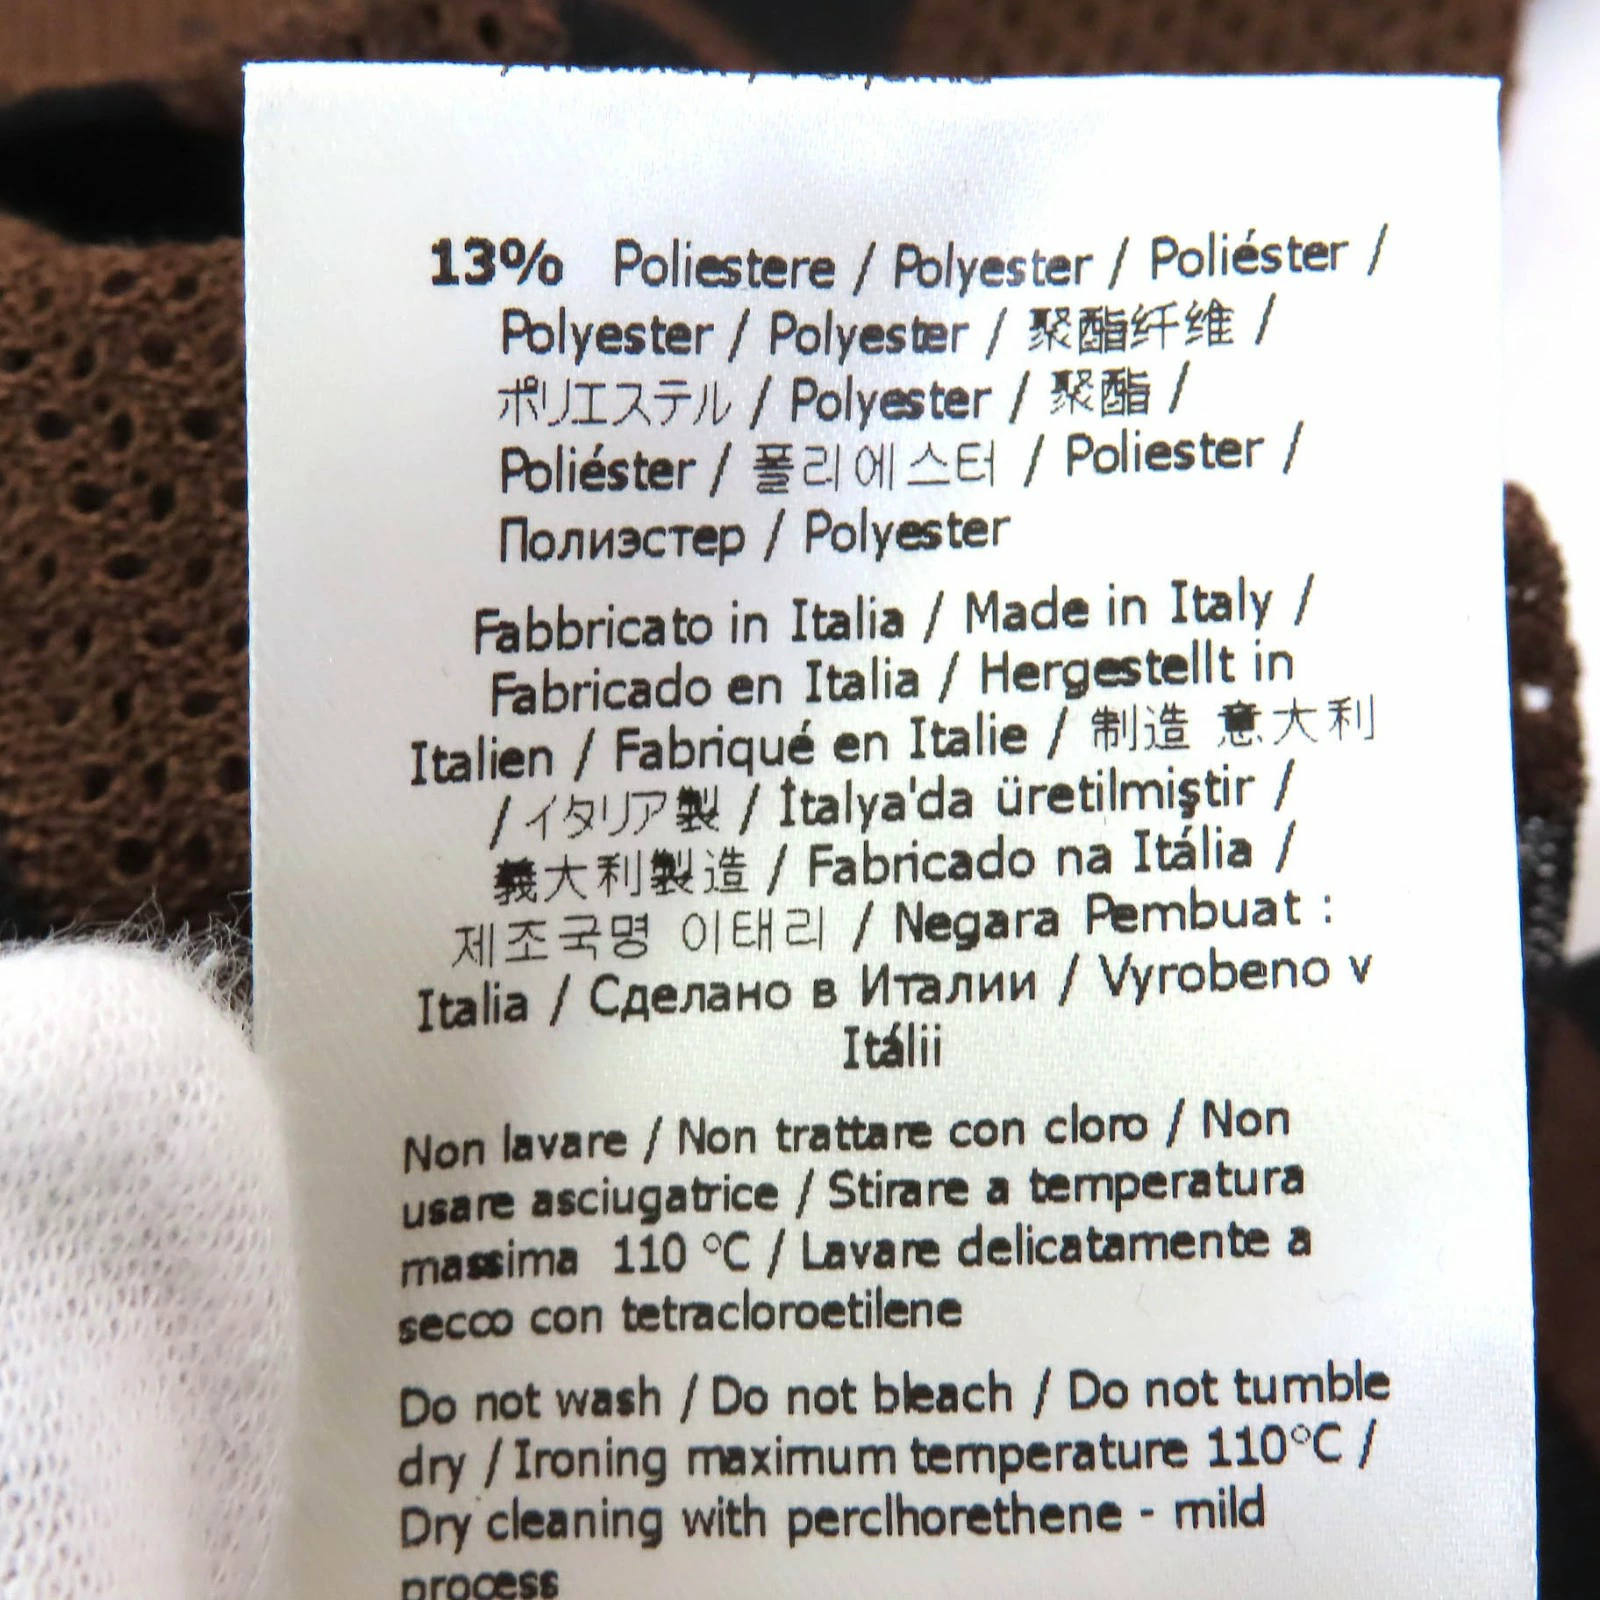 13% Poliestere / Polyester / Poliéster /
Polyester / Polyester / 聚酯纤维 /
ポリエステル / Polyester / 聚酯 /
Poliéster / 폴리에스터 / Poliester /
Полиэстер / Polyester
Fabbricato in Italia / Made in Italy /
Fabricado en Italia / Hergestellt in
Italien / Fabriqué en Italie / 制造 意大利
/ イタリア製 / İtalya'da üretilmiştir /
義大利製造 / Fabricado na Itália /
제조국명 이태리 / Negara Pembuat :
Italia / Сделано в Италии / Vyrobeno v
Itálii
Non lavare / Non trattare con cloro / Non
usare asciugatrice / Stirare a temperatura
massima 110 °C / Lavare delicatamente a
secco con tetracloroetilene
Do not wash / Do not bleach / Do not tumble
dry / Ironing maximum temperature 110°C /
Dry cleaning with perclhorethene - mild
process